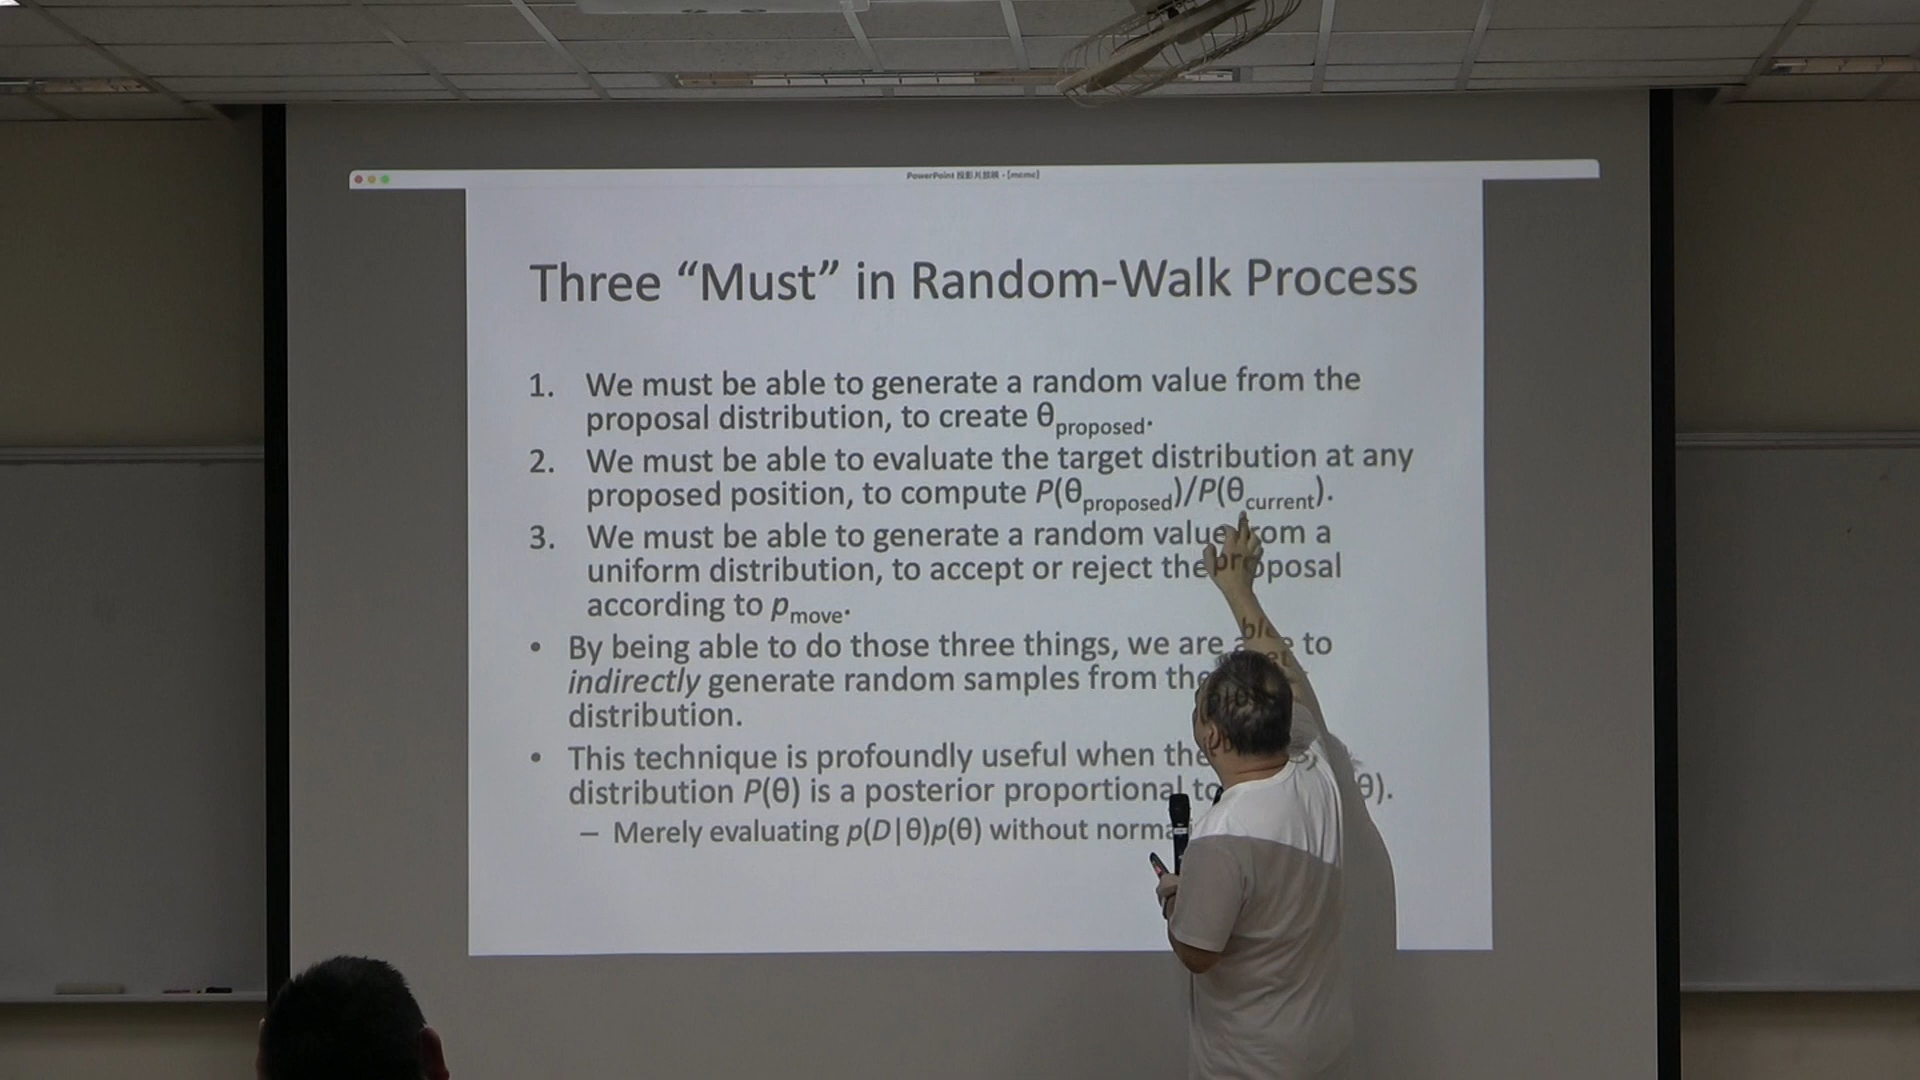 PowerPoint 投影片放映 - [mcmc]
Three “Must” in Random-Walk Process
1. We must be able to generate a random value from the
proposal distribution, to create θproposed.
2. We must be able to evaluate the target distribution at any
proposed position, to compute P(θproposed)/P(θcurrent).
3. We must be able to generate a random value from a
uniform distribution, to accept or reject the proposal
according to pmove.
• By being able to do those three things, we are able to
indirectly generate random samples from the
distribution.
• This technique is profoundly useful when the
distribution P(θ) is a posterior proportional to θ).
– Merely evaluating p(D|θ)p(θ) without